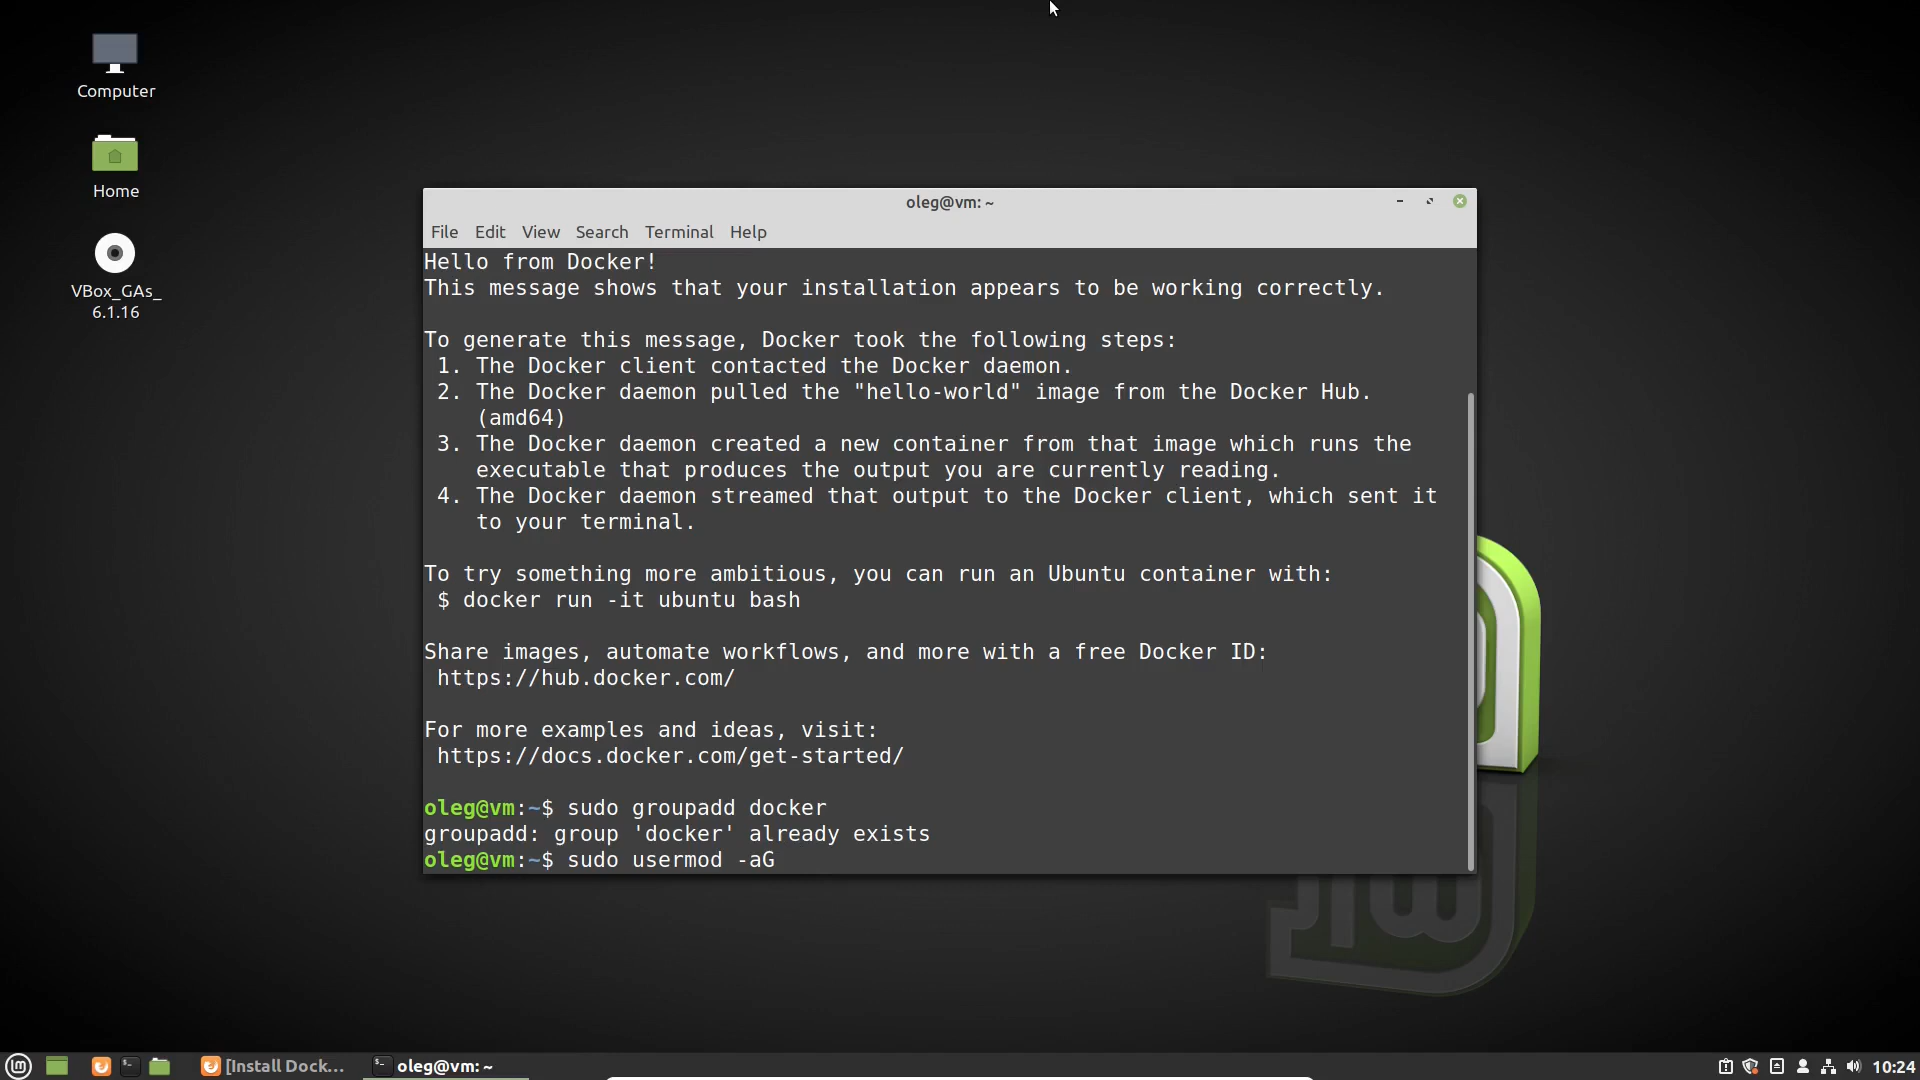 Computer
Home
VBox_GAs_
6.1.16
oleg@vm: ~
File Edit View Search Terminal Help
Hello from Docker!
This message shows that your installation appears to be working correctly.
To generate this message, Docker took the following steps:
1. The Docker client contacted the Docker daemon.
2. The Docker daemon pulled the "hello-world" image from the Docker Hub.
(amd64)
3. The Docker daemon created a new container from that image which runs the
executable that produces the output you are currently reading.
4. The Docker daemon streamed that output to the Docker client, which sent it
to your terminal.
To try something more ambitious, you can run an Ubuntu container with:
$ docker run -it ubuntu bash
Share images, automate workflows, and more with a free Docker ID:
https://hub.docker.com/
For more examples and ideas, visit:
https://docs.docker.com/get-started/
oleg@vm:~$ sudo groupadd docker
groupadd: group 'docker' already exists
oleg@vm:~$ sudo usermod -aG
[Install Dock... oleg@vm: ~ 10:24